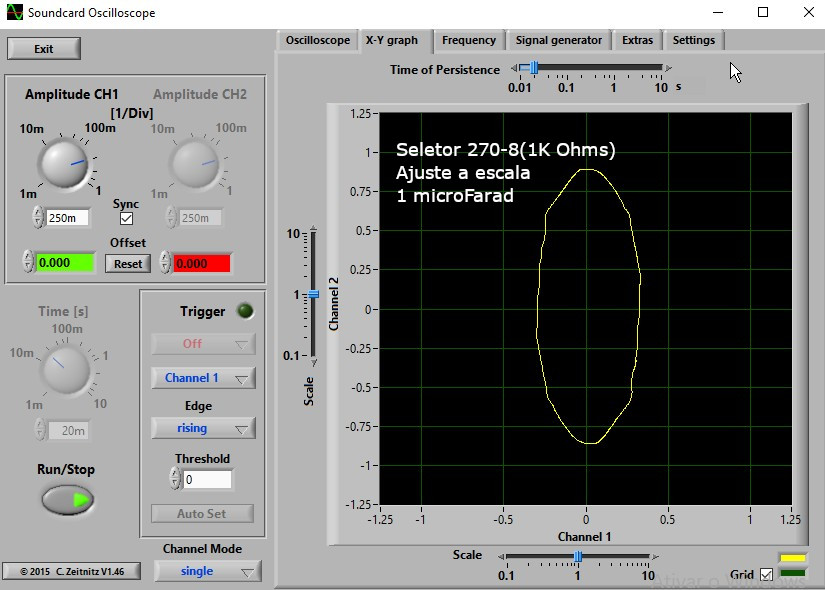 Soundcard Oscilloscope
Exit
Oscilloscope X-Y graph Frequency Signal generator Extras Settings
Time of Persistence
0.01 0.1 1 10 s
Amplitude CH1 Amplitude CH2
[1/Div]
10m 100m 10m 100m
1m 1 1m 1
Sync
250m 250m
Offset
0.000 Reset 0.000
Time [s]
100m
10m 1
1m 10
20m
Run/Stop
© 2015 C.Zeitnitz V1.46
Trigger
Off
Channel 1
Edge
rising
Threshold
0
Auto Set
Channel Mode
single
10
1
0.1
Scale
Channel 2
1.25
1
0.75
0.5
0.25
0
-0.25
-0.5
-0.75
-1
-1.25
Seletor 270-8(1K Ohms)
Ajuste a escala
1 microFarad
-1.25 -1 -0.5 0 0.5 1 1.25
Channel 1
Scale
0.1 1 10
Grid
Ativar o Windows